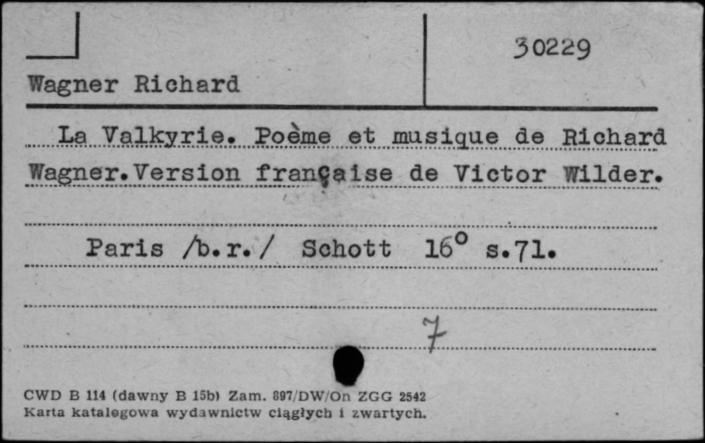 30229
Wagner Richard
La Valkyrie. Poème et musique de Richard
Wagner. Version française de Victor Wilder.
Paris /b.r./ Schott 16° s.71.
7
CWD B 114 (dawny B 15b) Zam. 897/DW/On ZGG 2542
Karta katalogowa wydawnictw ciągłych i zwartych.